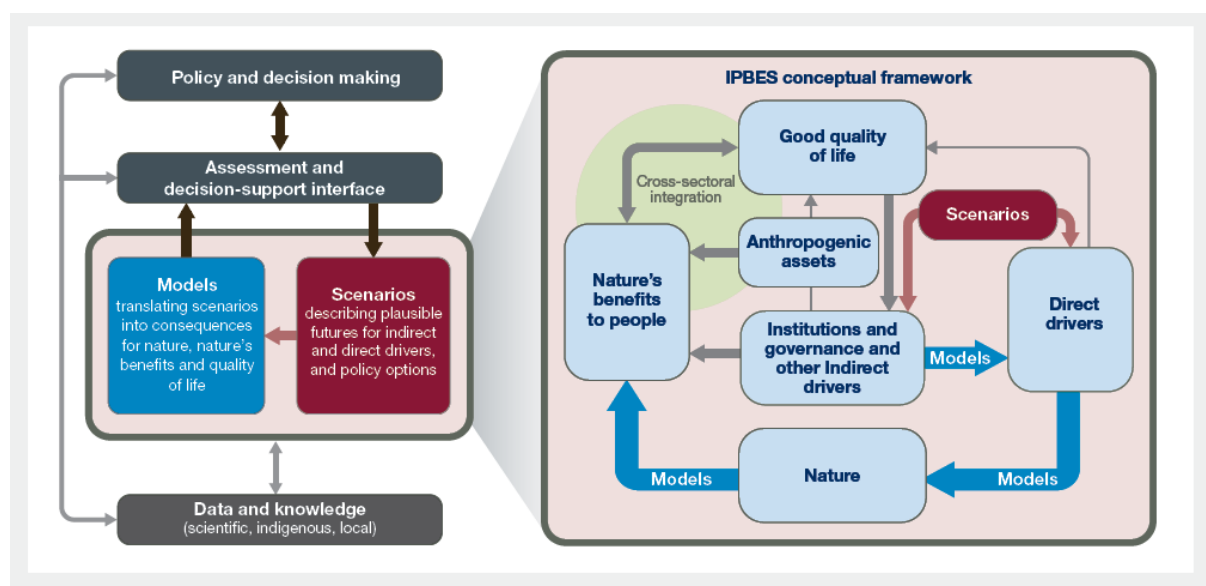 Policy and decision making
Assessment and
decision-support interface
Models
translating scenarios
into consequences
for nature, nature's
benefits and quality
of life
Scenarios
describing plausible
futures for indirect
and direct drivers,
and policy options
Data and knowledge
(scientific, indigenous, local)
IPBES conceptual framework
Good quality
of life
Cross-sectoral
integration
Scenarios
Anthropogenic
assets
Nature's
benefits
to people
Direct
drivers
Institutions and
governance and
other Indirect
drivers
Models
Models
Nature
Models